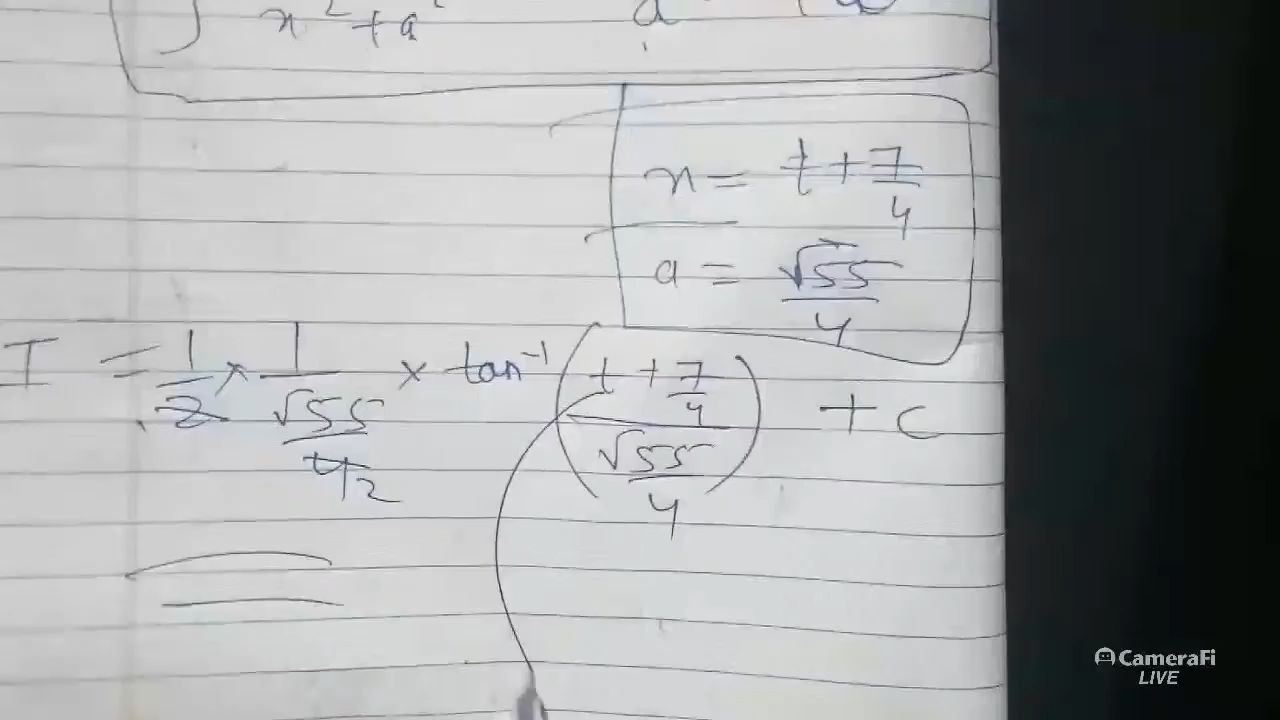 x² + a² a
x = t + 7/4
a = √55/4
I = 1/2 × 1/(√55/4) 2 × tan⁻¹ ((t + 7/4)/(√55/4)) + c
CameraFi
LIVE